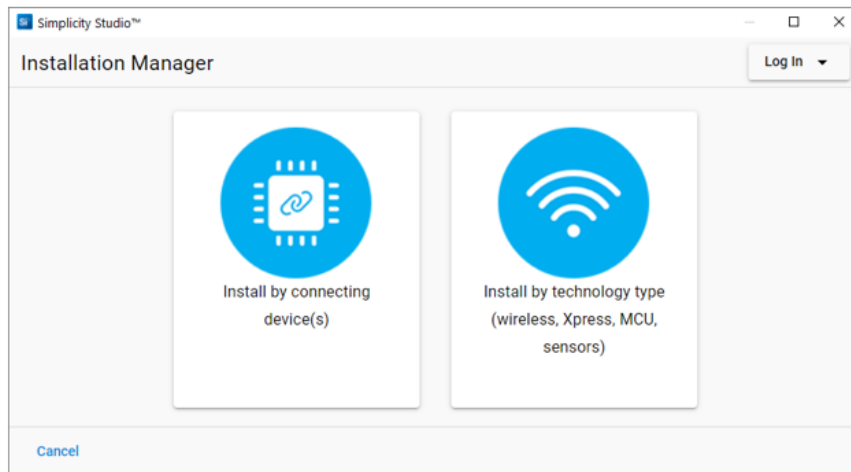 Si Simplicity Studio™
Installation Manager
Log In
Install by connecting
device(s)
Install by technology type
(wireless, Xpress, MCU,
sensors)
Cancel